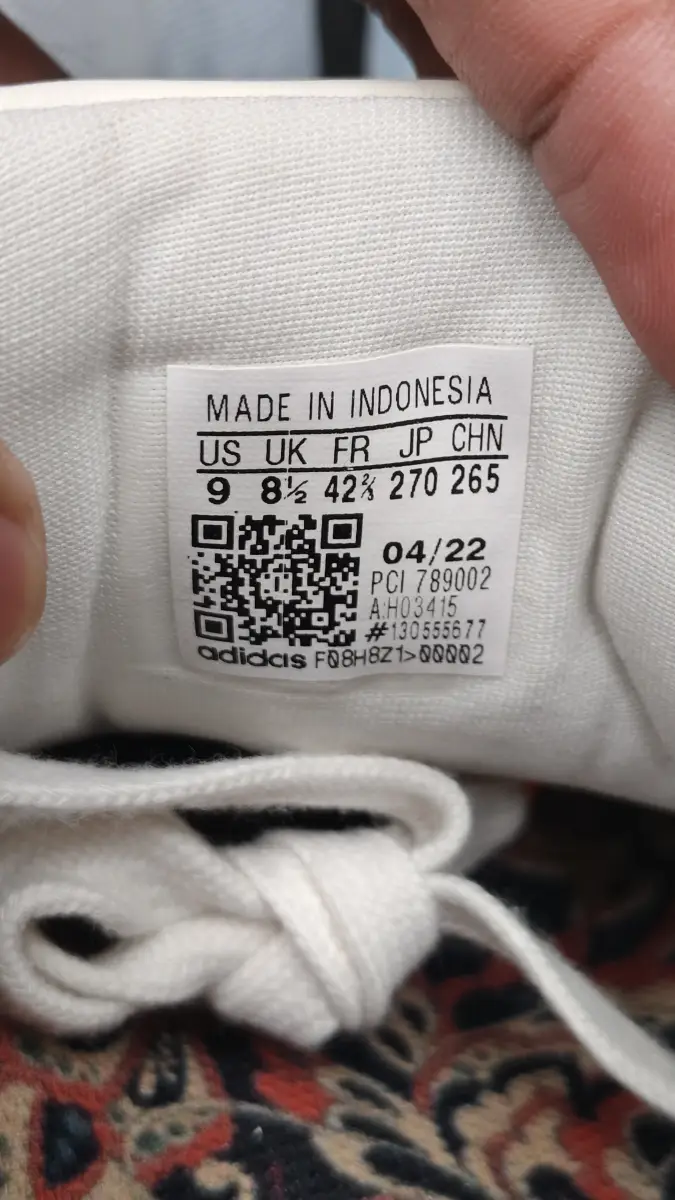 MADE IN INDONESIA
US UK FR JP CHN
9 8½ 42⅔ 270 265
04/22
PCI 789002
A:H03415
#130555677
adidas F08H8Z1>00002